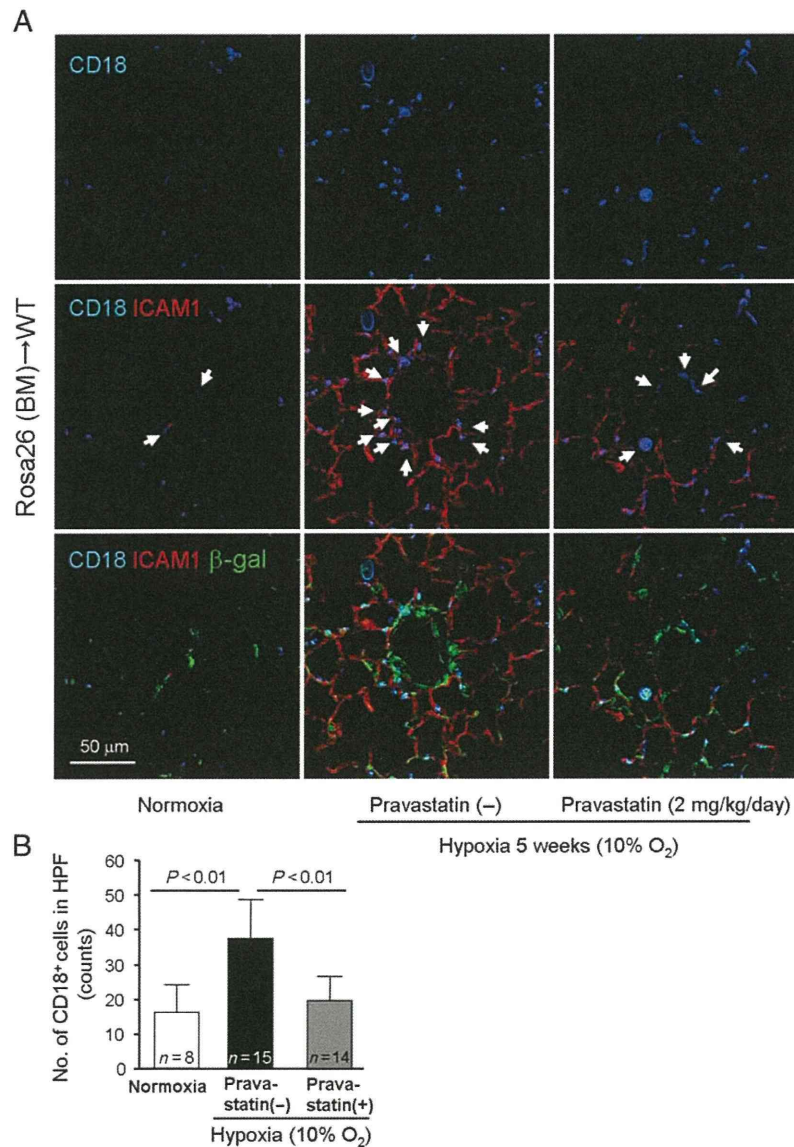 A
CD18
CD18 ICAM1
CD18 ICAM1 β-gal
Rosa26 (BM)→WT
50 μm
Normoxia
Pravastatin (–)
Pravastatin (2 mg/kg/day)
Hypoxia 5 weeks (10% O₂)
B
No. of CD18⁺ cells in HPF
(counts)
60
50
40
30
20
10
0
P < 0.01
P < 0.01
n = 8
n = 15
n = 14
Normoxia
Prava-
statin(–)
Prava-
statin(+)
Hypoxia (10% O₂)